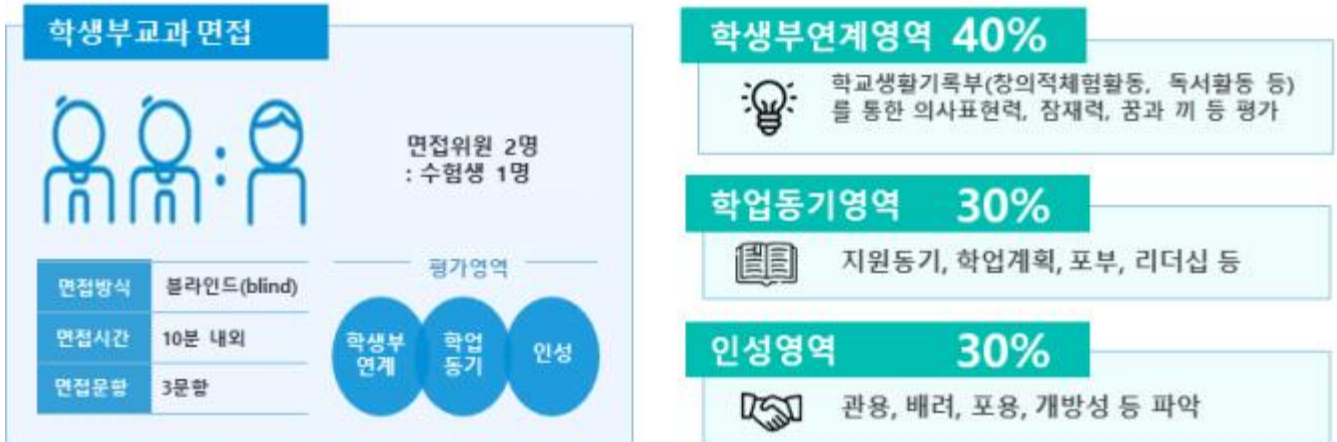 학생부교과 면접
면접위원 2명
: 수험생 1명
면접방식 블라인드(blind)
면접시간 10분 내외
면접문항 3문항
평가영역
학생부
연계
학업
동기
인성
학생부연계영역 40%
학교생활기록부(창의적체험활동, 독서활동 등)
를 통한 의사표현력, 잠재력, 꿈과 끼 등 평가
학업동기영역 30%
지원동기, 학업계획, 포부, 리더십 등
인성영역 30%
관용, 배려, 포용, 개방성 등 파악